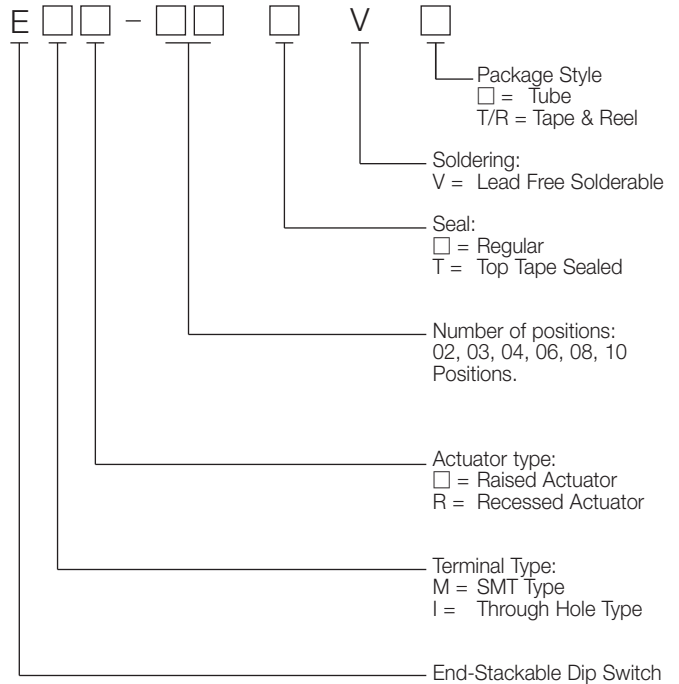 E □ □ - □ □ □ V □
Package Style
□ = Tube
T/R = Tape & Reel
Soldering:
V = Lead Free Solderable
Seal:
□ = Regular
T = Top Tape Sealed
Number of positions:
02, 03, 04, 06, 08, 10
Positions.
Actuator type:
□ = Raised Actuator
R = Recessed Actuator
Terminal Type:
M = SMT Type
I = Through Hole Type
End-Stackable Dip Switch